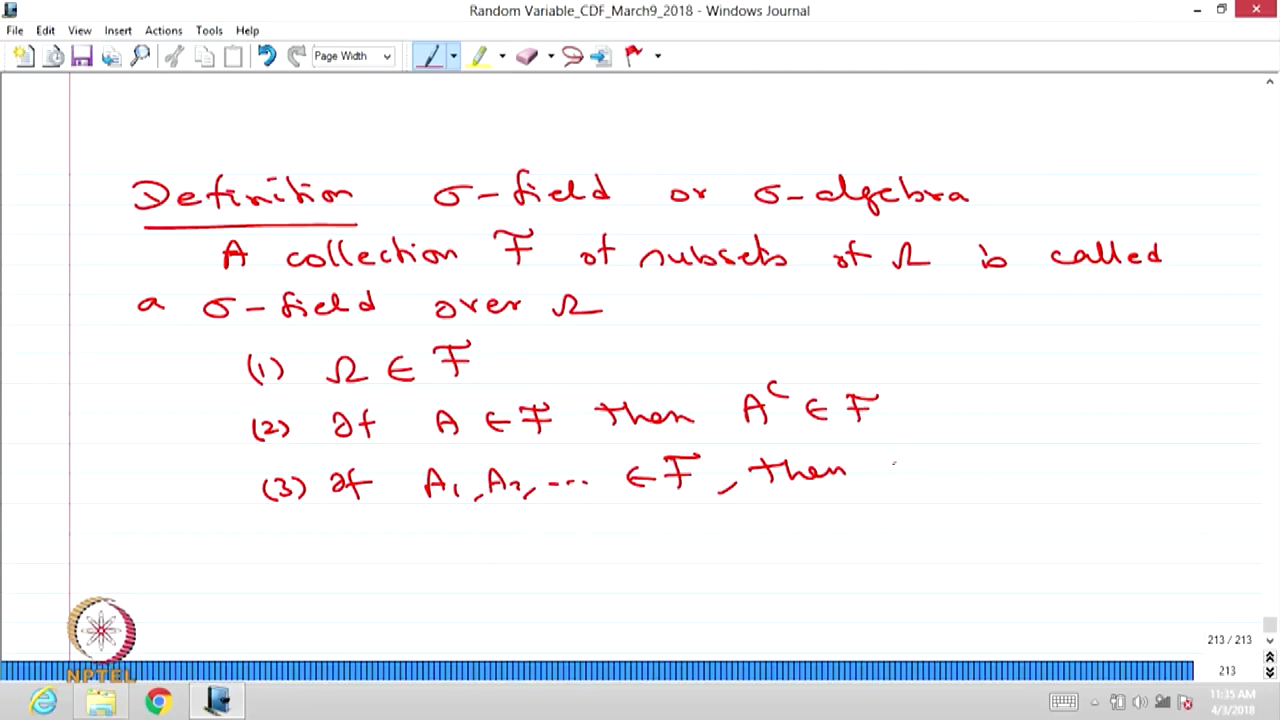 Random Variable_CDF_March9_2018 - Windows Journal
File Edit View Insert Actions Tools Help
Page Width
Definition σ-field or σ-algebra
A collection F of subsets of Ω is called
a σ-field over Ω
(1) Ω ∈ F
(2) If A ∈ F then Aᶜ ∈ F
(3) If A₁, A₂, ... ∈ F, then
213 / 213
213
NPTEL
11:35 AM
4/3/2018